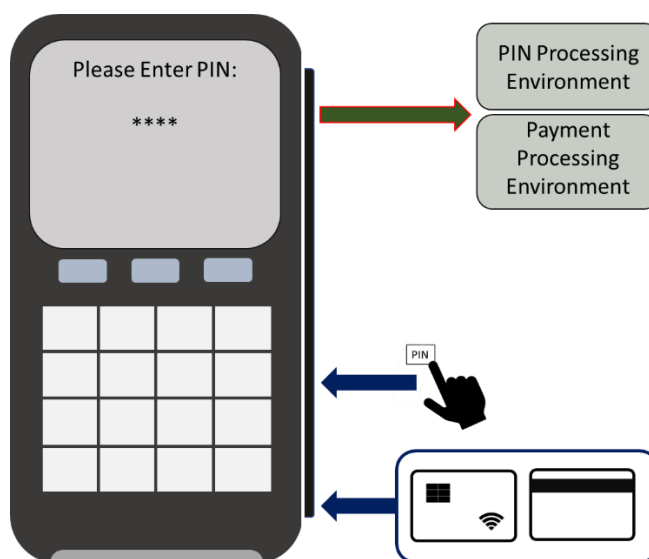 Please Enter PIN:
****
PIN Processing
Environment
Payment
Processing
Environment
PIN